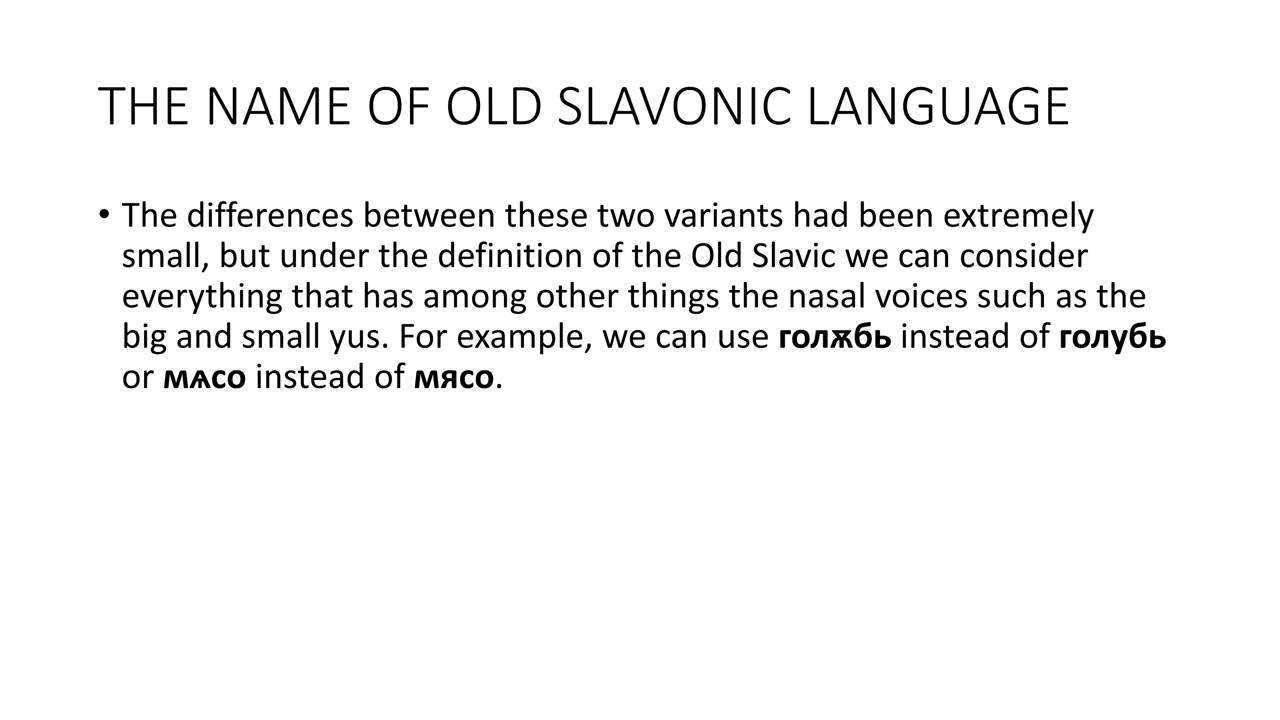 THE NAME OF OLD SLAVONIC LANGUAGE
• The differences between these two variants had been extremely
small, but under the definition of the Old Slavic we can consider
everything that has among other things the nasal voices such as the
big and small yus. For example, we can use голѫбь instead of голубь
or мѧсо instead of мясо.